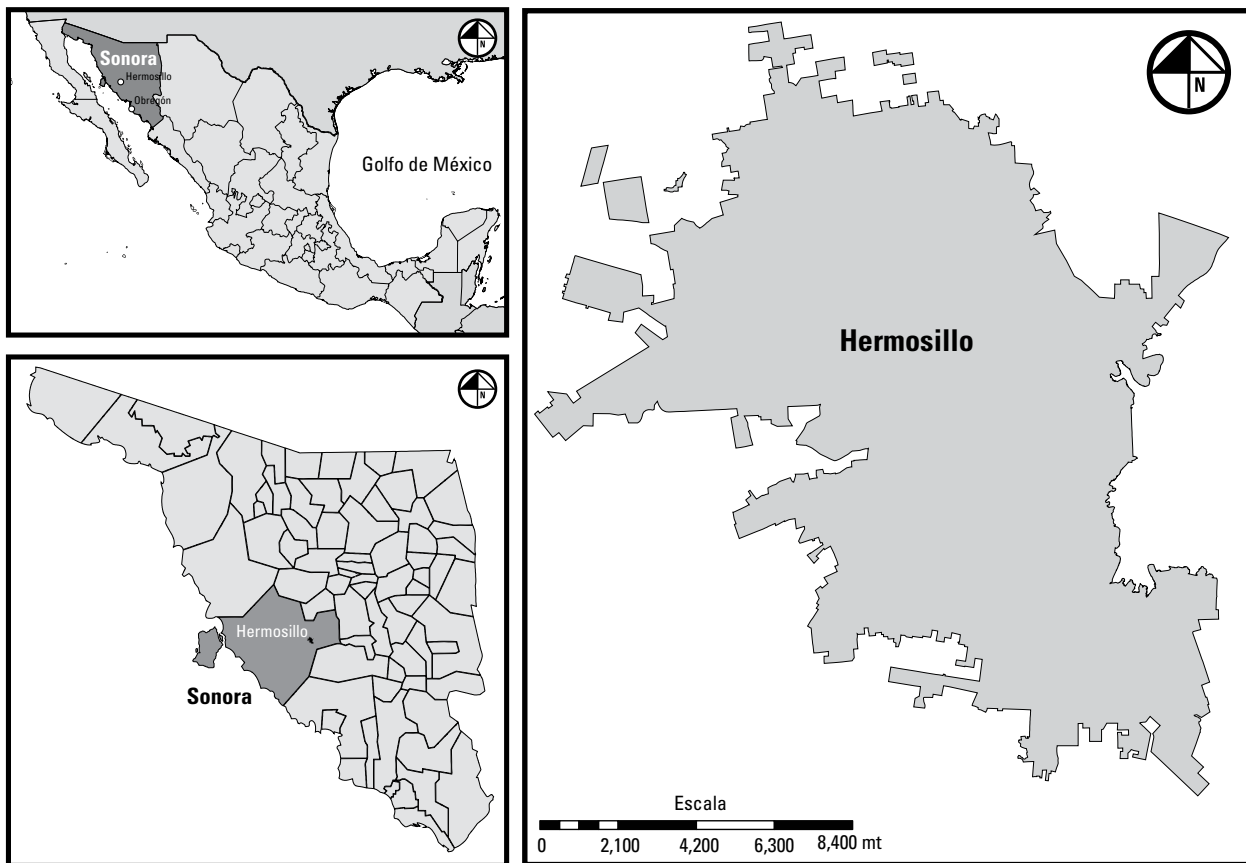 N
Sonora
Hermosillo
Obregón
Golfo de México
N
Hermosillo
Sonora
N
Hermosillo
Escala
0 2,100 4,200 6,300 8,400 mt